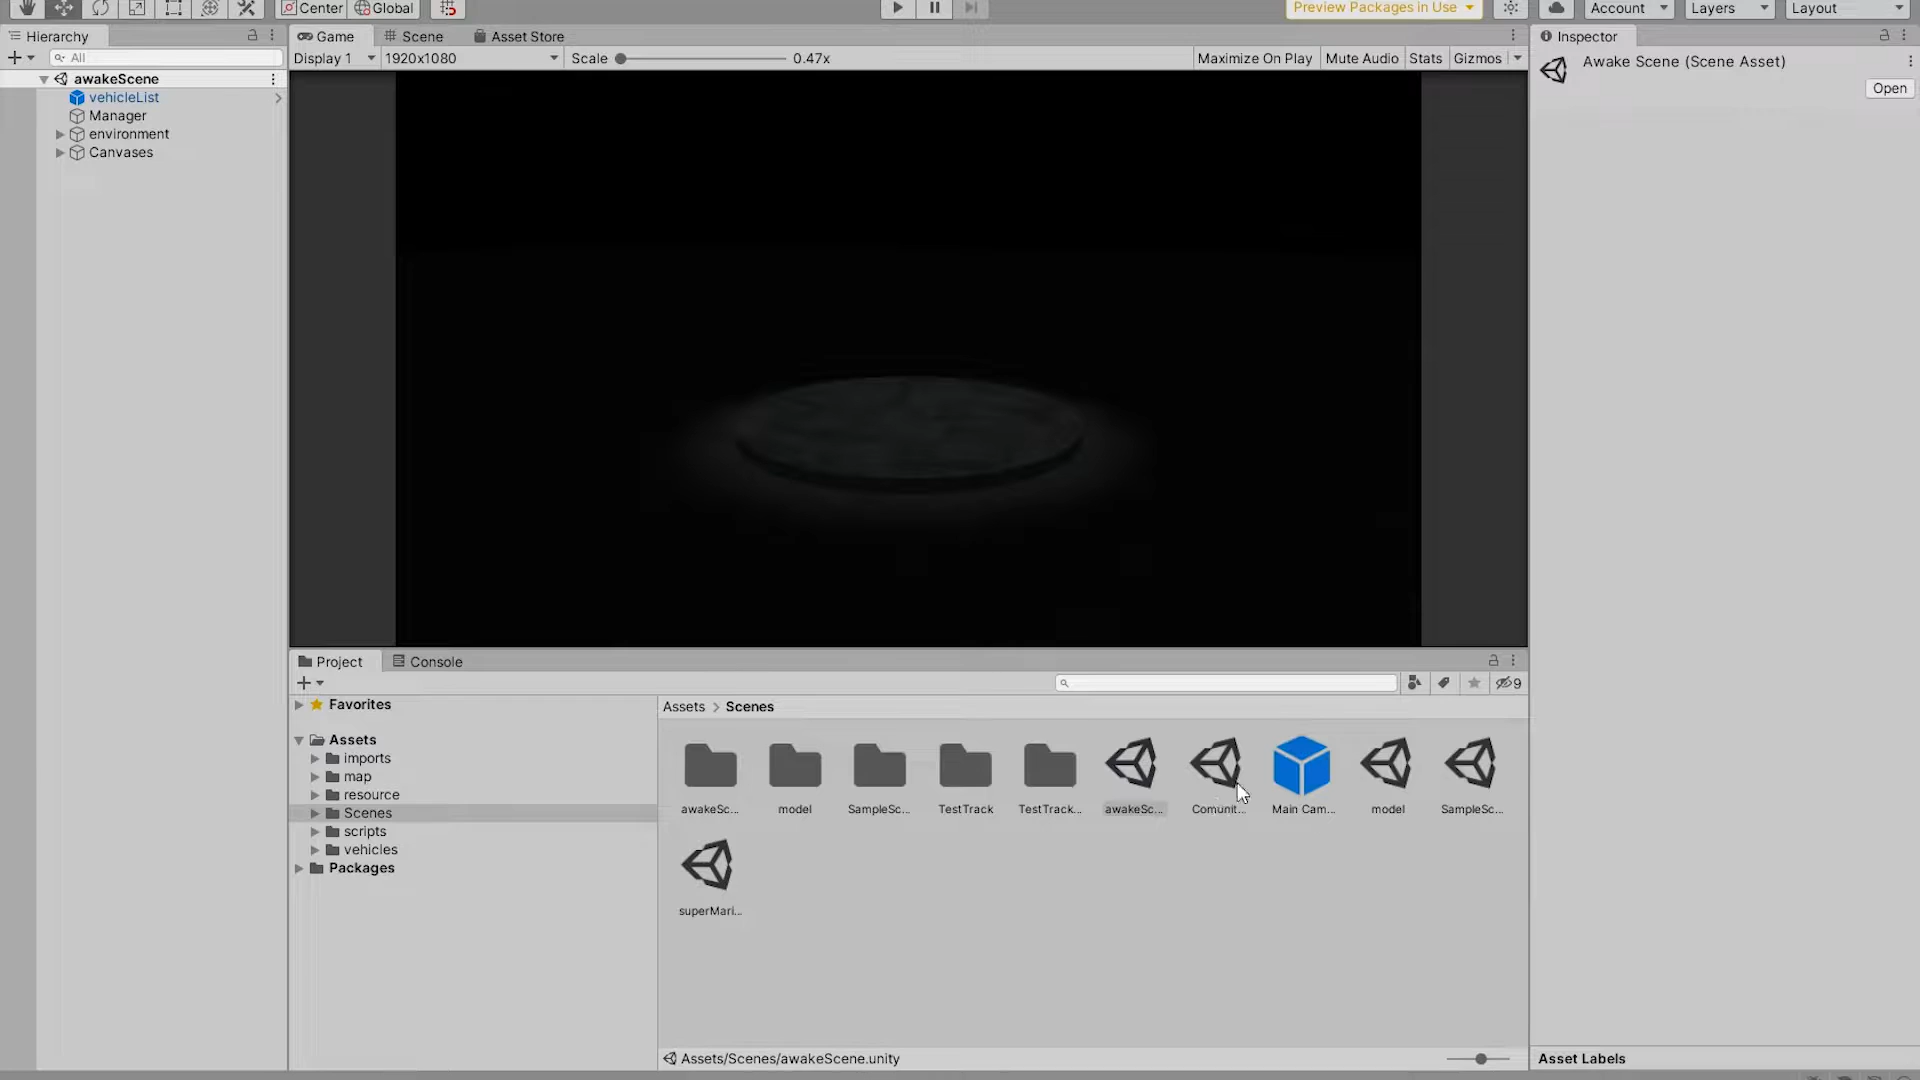 Center Global Preview Packages in Use Account Layers Layout
Hierarchy Game Scene Asset Store Inspector
All Display 1 1920x1080 Scale 0.47x Maximize On Play Mute Audio Stats Gizmos Awake Scene (Scene Asset)
awakeScene Open
vehicleList
Manager
environment
Canvases
Project Console
9
Favorites Assets > Scenes
Assets
imports
map
resource
Scenes
scripts
vehicles
Packages
awakeSc... model SampleSc... TestTrack TestTrack... awakeSc... Comunit... Main Cam... model SampleSc...
superMari...
Assets/Scenes/awakeScene.unity Asset Labels